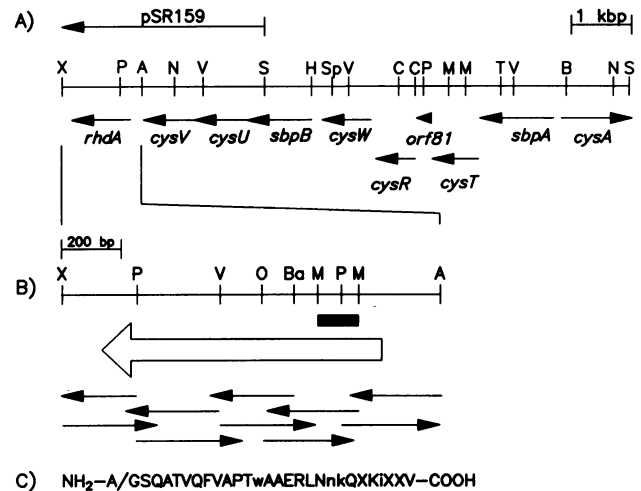 A) pSR159 1 kbp
X P A N V S H Sp V C C P M M T V B N S
rhdA cysV cysU sbpB cysW orf81 sbpA cysA
cysR cysT
200 bp
X P V O Ba M P M A
B)
C) NH2-A/GSQATVQFVAPTwAAERLNnkQXKiXXV-COOH